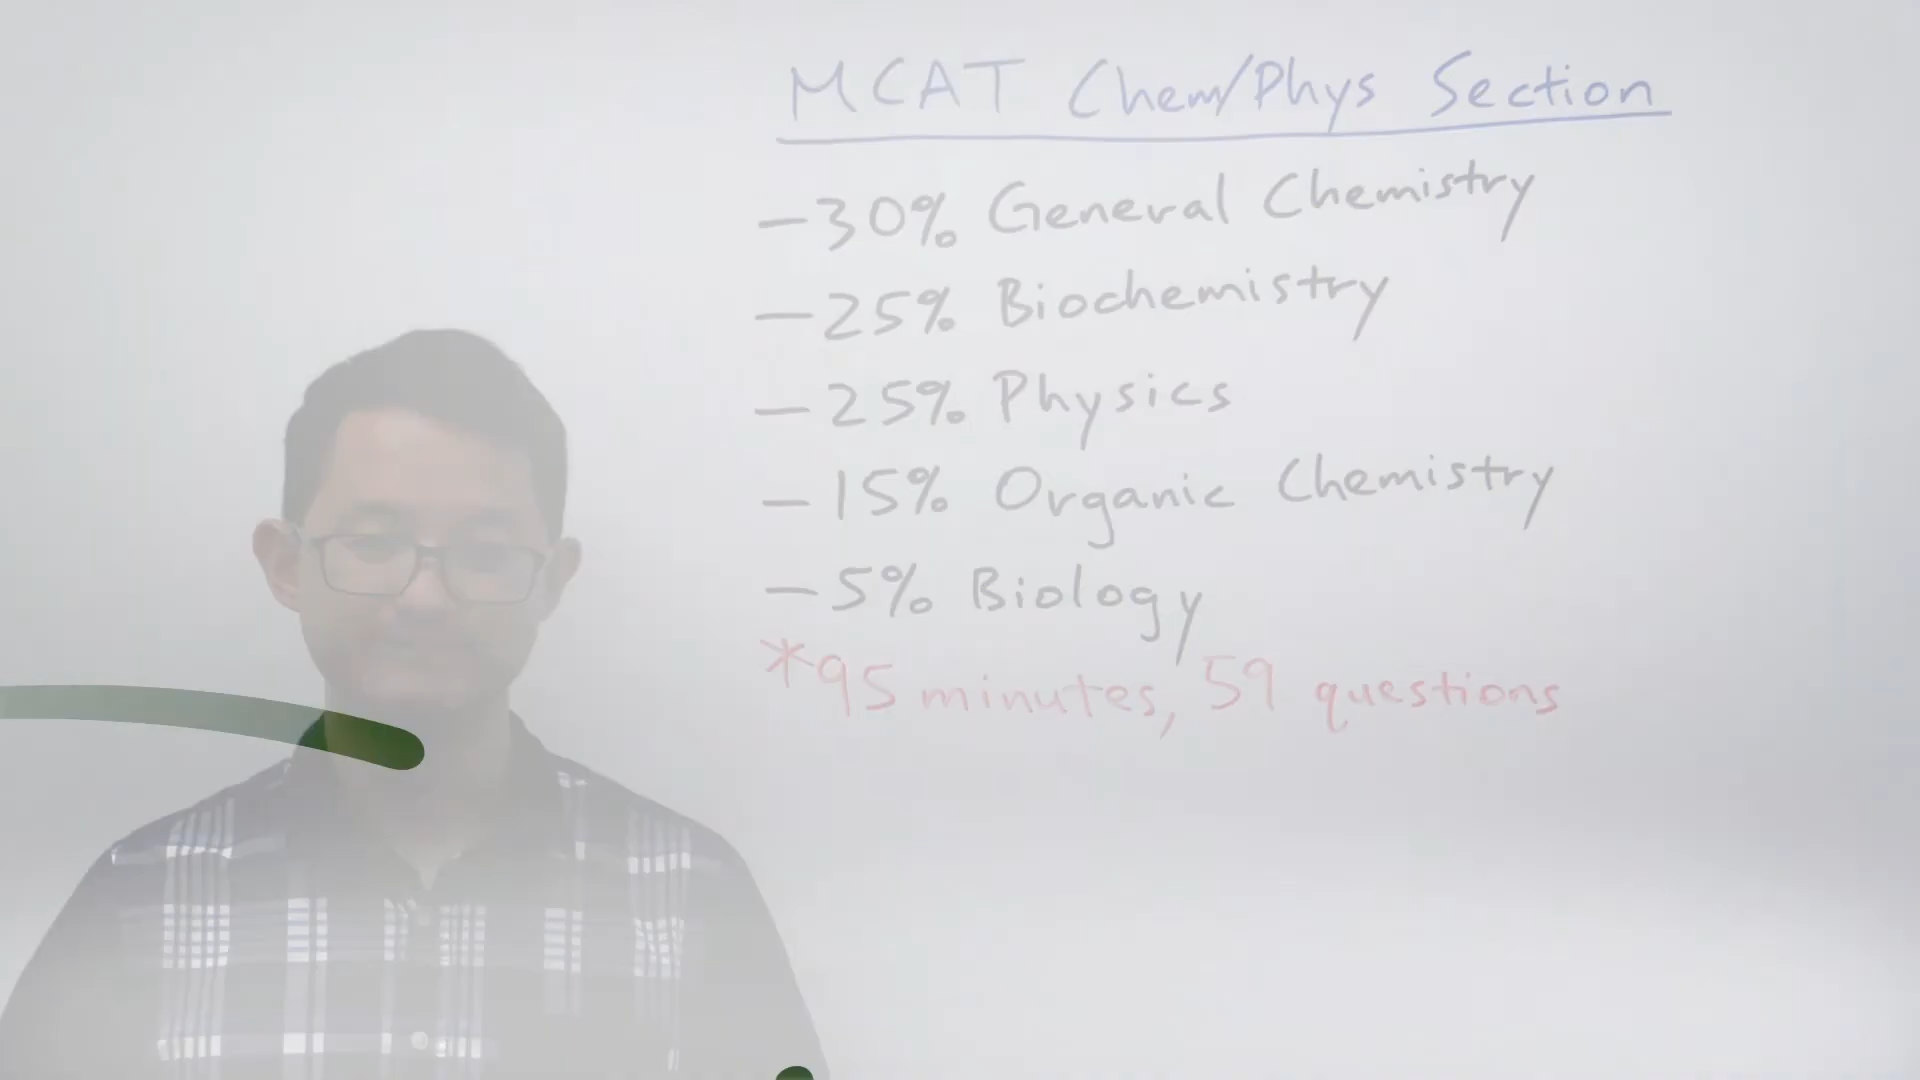 MCAT Chem/Phys Section
- 30% General Chemistry
- 25% Biochemistry
- 25% Physics
- 15% Organic Chemistry
- 5% Biology
*95 minutes, 59 questions